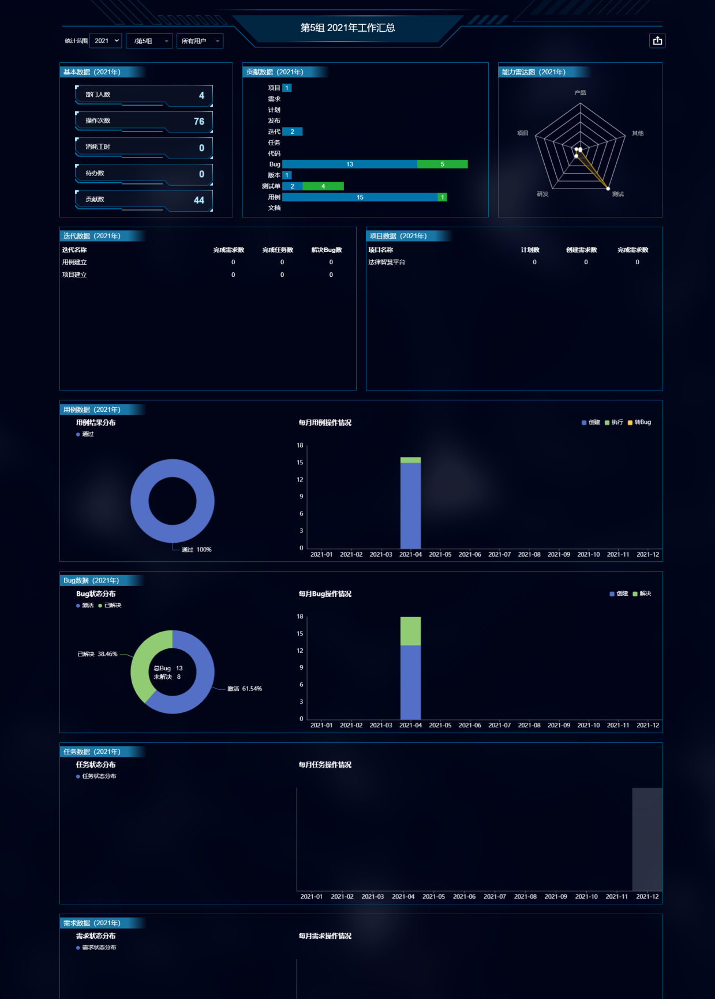 第5组 2021年工作汇总
统计范围 2021 /第5组 所有用户
基本数据（2021年）
部门人数 4
操作次数 76
消耗工时 0
待办数 0
贡献数 44
贡献数据（2021年）
项目 1
需求
计划
发布
迭代 2
任务
代码
Bug 13 5
版本 1
测试单 2 4
用例 15 1
文档
能力雷达图（2021年）
产品
项目 其他
研发 测试
迭代数据（2021年）
迭代名称 完成需求数 完成任务数 解决Bug数
用例建立 0 0 0
项目建立 0 0 0
项目数据（2021年）
项目名称 计划数 创建需求数 完成需求数
法律智慧平台 0 0 0
用例数据（2021年）
用例结果分布
通过
通过 100%
每月用例操作情况
创建 执行 转Bug
18
15
12
9
6
3
0
2021-01 2021-02 2021-03 2021-04 2021-05 2021-06 2021-07 2021-08 2021-09 2021-10 2021-11 2021-12
Bug数据（2021年）
Bug状态分布
激活 已解决
已解决 38.46%
总Bug 13
未解决 8
激活 61.54%
每月Bug操作情况
创建 解决
18
15
12
9
6
3
0
2021-01 2021-02 2021-03 2021-04 2021-05 2021-06 2021-07 2021-08 2021-09 2021-10 2021-11 2021-12
任务数据（2021年）
任务状态分布
任务状态分布
每月任务操作情况
2021-01 2021-02 2021-03 2021-04 2021-05 2021-06 2021-07 2021-08 2021-09 2021-10 2021-11 2021-12
需求数据（2021年）
需求状态分布
需求状态分布
每月需求操作情况